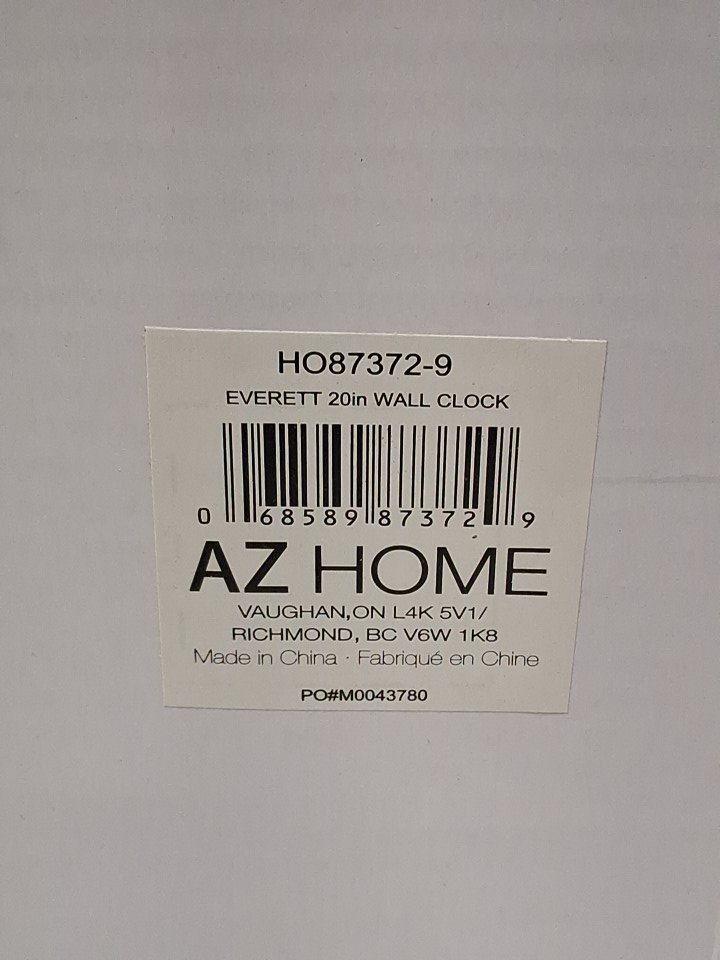 HO87372-9
EVERETT 20in WALL CLOCK
0 68589 87372 9
AZ HOME
VAUGHAN,ON L4K 5V1/
RICHMOND, BC V6W 1K8
Made in China · Fabriqué en Chine
PO#M0043780